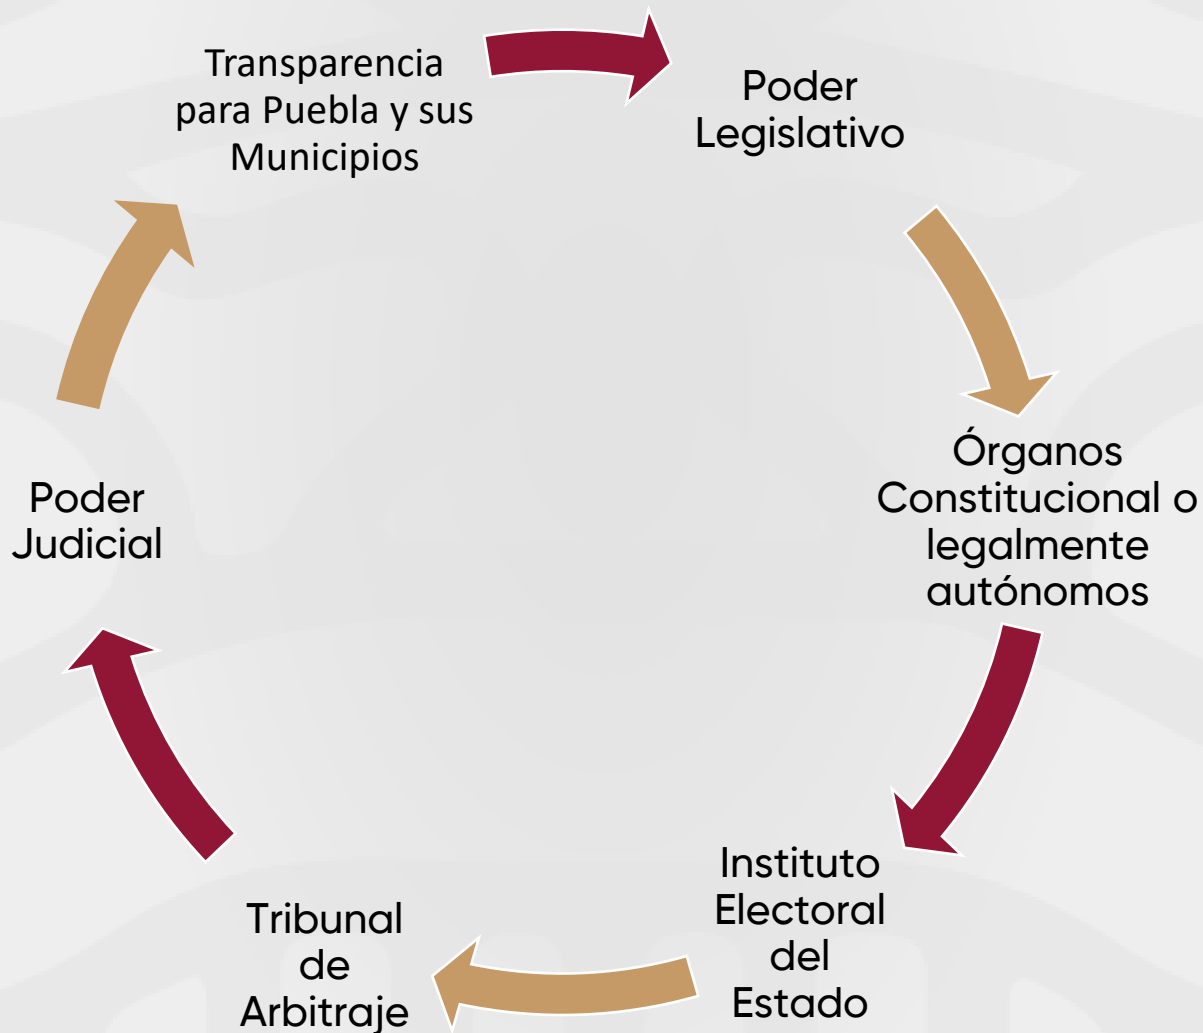 Transparencia
para Puebla y sus
Municipios
Poder
Legislativo
Órganos
Constitucional o
legalmente
autónomos
Instituto
Electoral
del
Estado
Tribunal
de
Arbitraje
Poder
Judicial